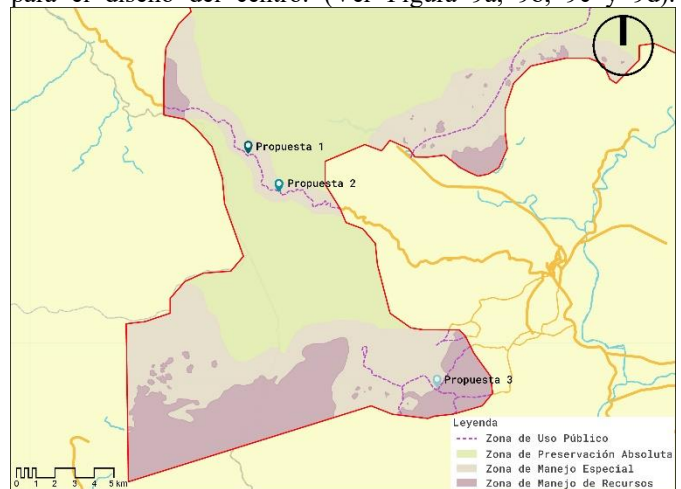 para el diseño del centro. (Ver Figura 9a, 9b, 9c y 9d).
Propuesta 1
Propuesta 2
Propuesta 3
Leyenda
Zona de Uso Público
Zona de Preservación Absoluta
Zona de Manejo Especial
Zona de Manejo de Recursos
0 1 2 3 4 5 km